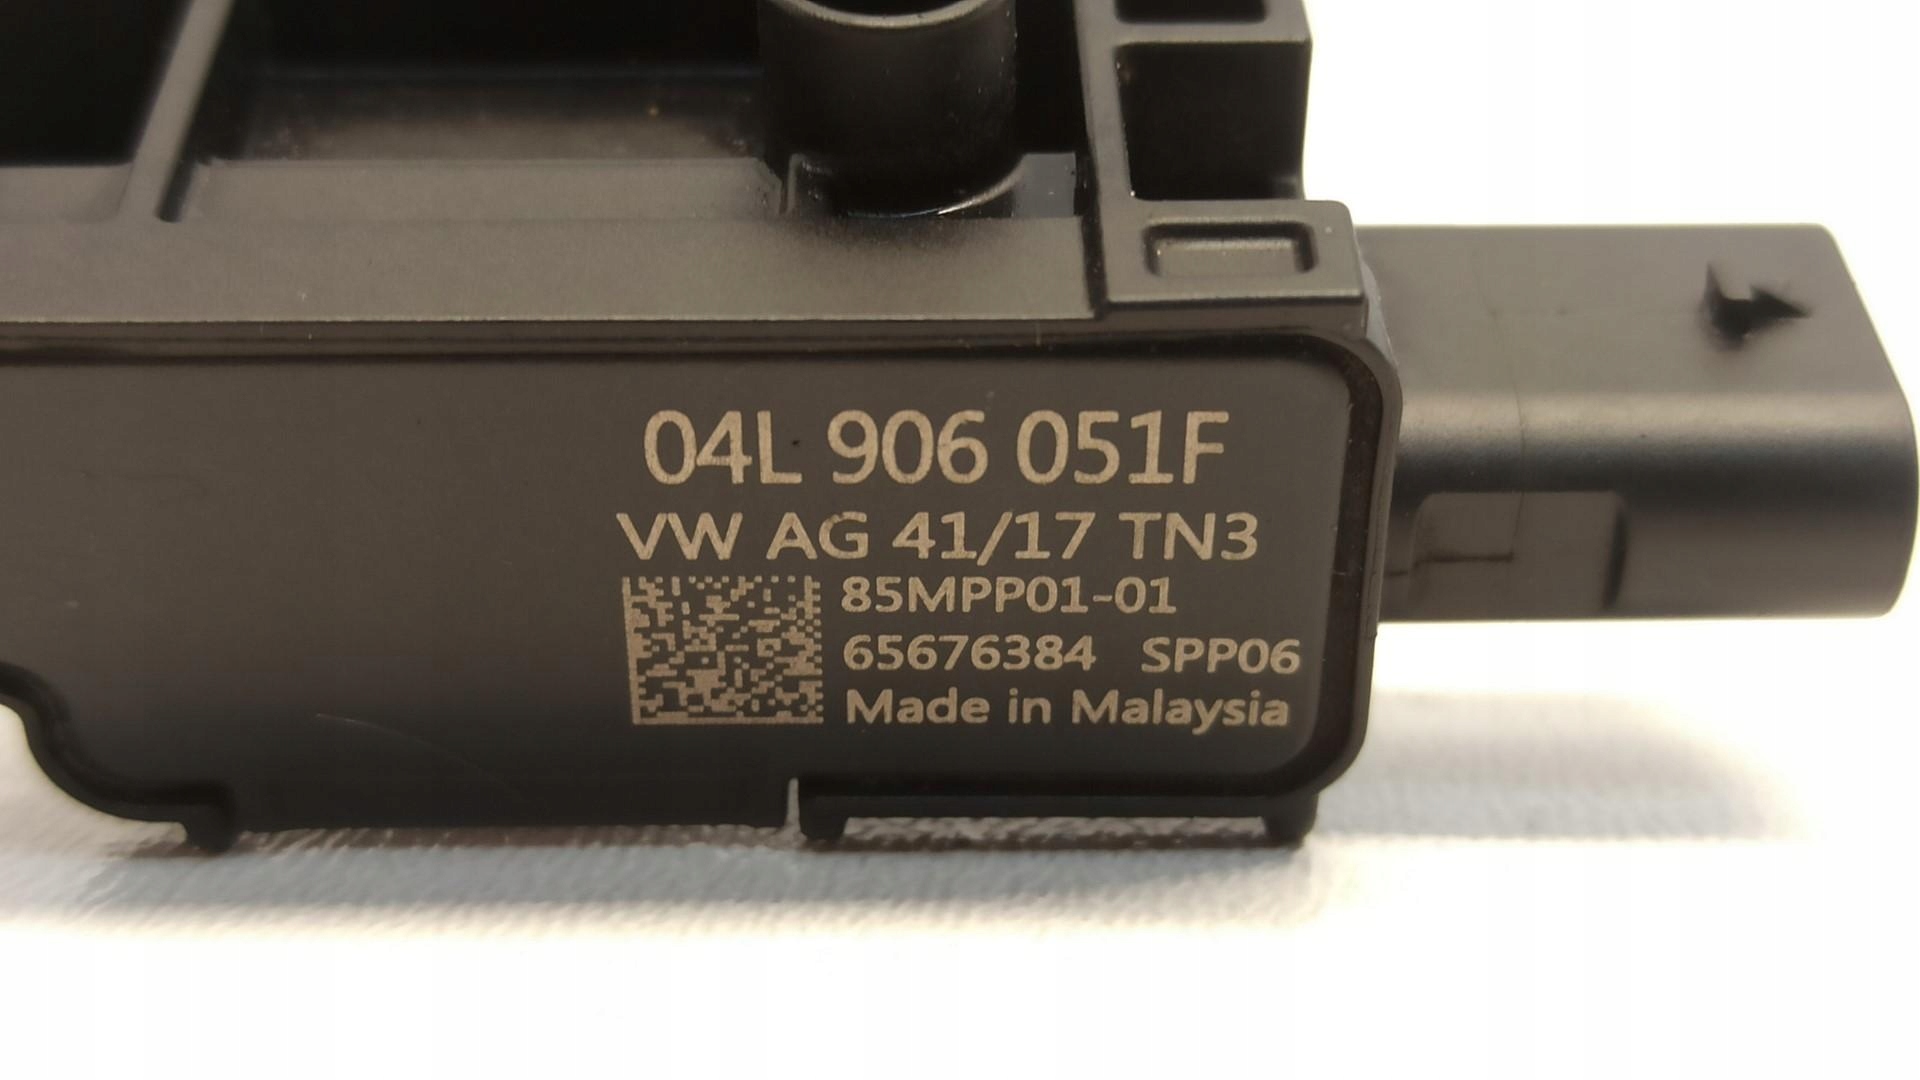 04L 906 051F
VW AG 41/17 TN3
85MPP01-01
65676384 SPP06
Made in Malaysia